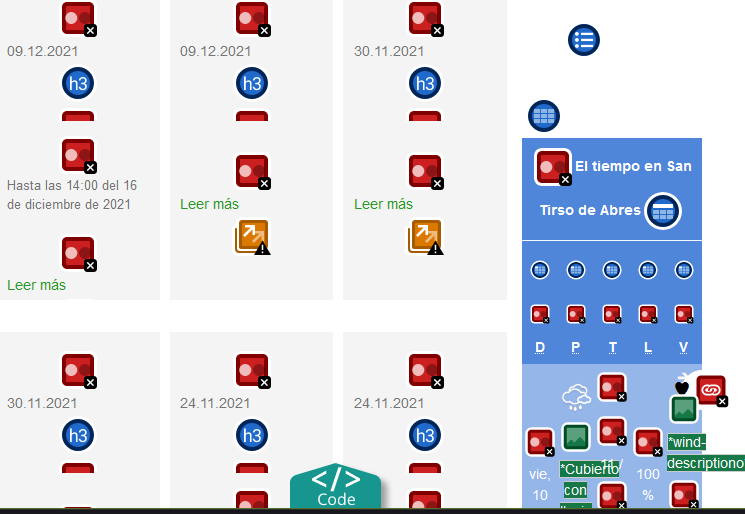 09.12.2021
09.12.2021
30.11.2021
h3
h3
h3
Hasta las 14:00 del 16
de diciembre de 2021
Leer más
Leer más
Leer más
El tiempo en San
Tirso de Abres
D P T L V
30.11.2021
24.11.2021
24.11.2021
h3
h3
h3
</>
Code
vie,
10
*Cubierto
con
100
%
*wind-
descriptiono